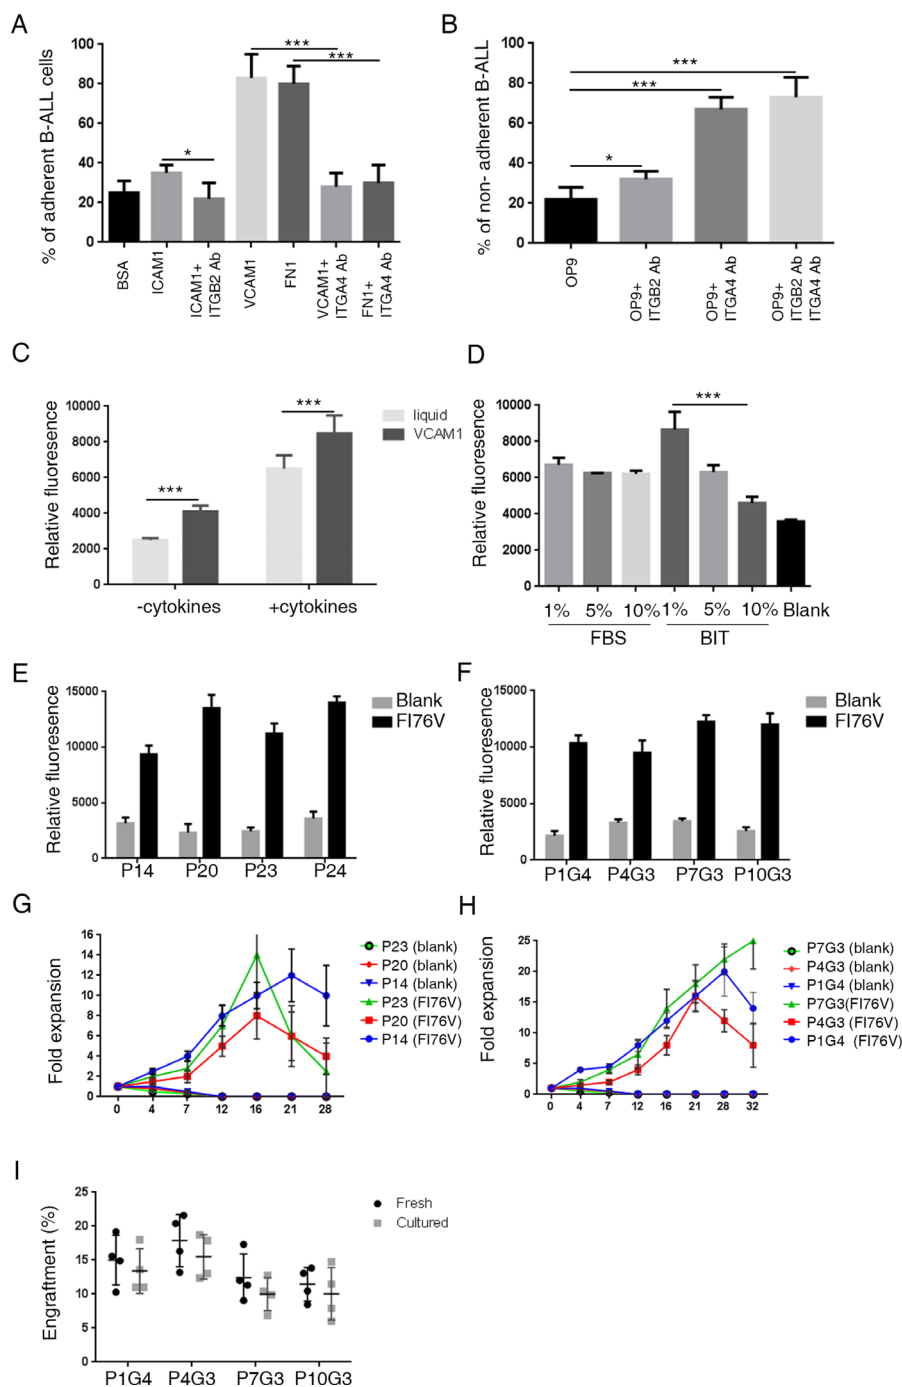 A
% of adherent B-ALL cells
100
80
60
40
20
0
***
***
*
BSA
ICAM1
ICAM1+
ITGB2 Ab
VCAM1
FN1
VCAM1+
ITGA4 Ab
FN1+
ITGA4 Ab
B
% of non- adherent B-ALL
100
80
60
40
20
0
***
***
*
OP9
OP9+
ITGB2 Ab
OP9+
ITGA4 Ab
OP9+
ITGB2 Ab
ITGA4 Ab
C
Relative fluoresence
10000
8000
6000
4000
2000
0
***
***
liquid
VCAM1
-cytokines
+cytokines
D
Relative fluoresence
10000
8000
6000
4000
2000
0
***
1% 5% 10% 1% 5% 10% Blank
FBS BIT
E
Relative fluoresence
15000
10000
5000
0
Blank
FI76V
P14 P20 P23 P24
F
Relative fluoresence
15000
10000
5000
0
Blank
FI76V
P1G4 P4G3 P7G3 P10G3
G
Fold expansion
16
14
12
10
8
6
4
2
0
0 4 7 12 16 21 28
P23 (blank)
P20 (blank)
P14 (blank)
P23 (FI76V)
P20 (FI76V)
P14 (FI76V)
H
Fold expansion
25
20
15
10
5
0
0 4 7 12 16 21 28 32
P7G3 (blank)
P4G3 (blank)
P1G4 (blank)
P7G3(FI76V)
P4G3 (FI76V)
P1G4 (FI76V)
I
Engraftment (%)
25
20
15
10
5
0
Fresh
Cultured
P1G4 P4G3 P7G3 P10G3